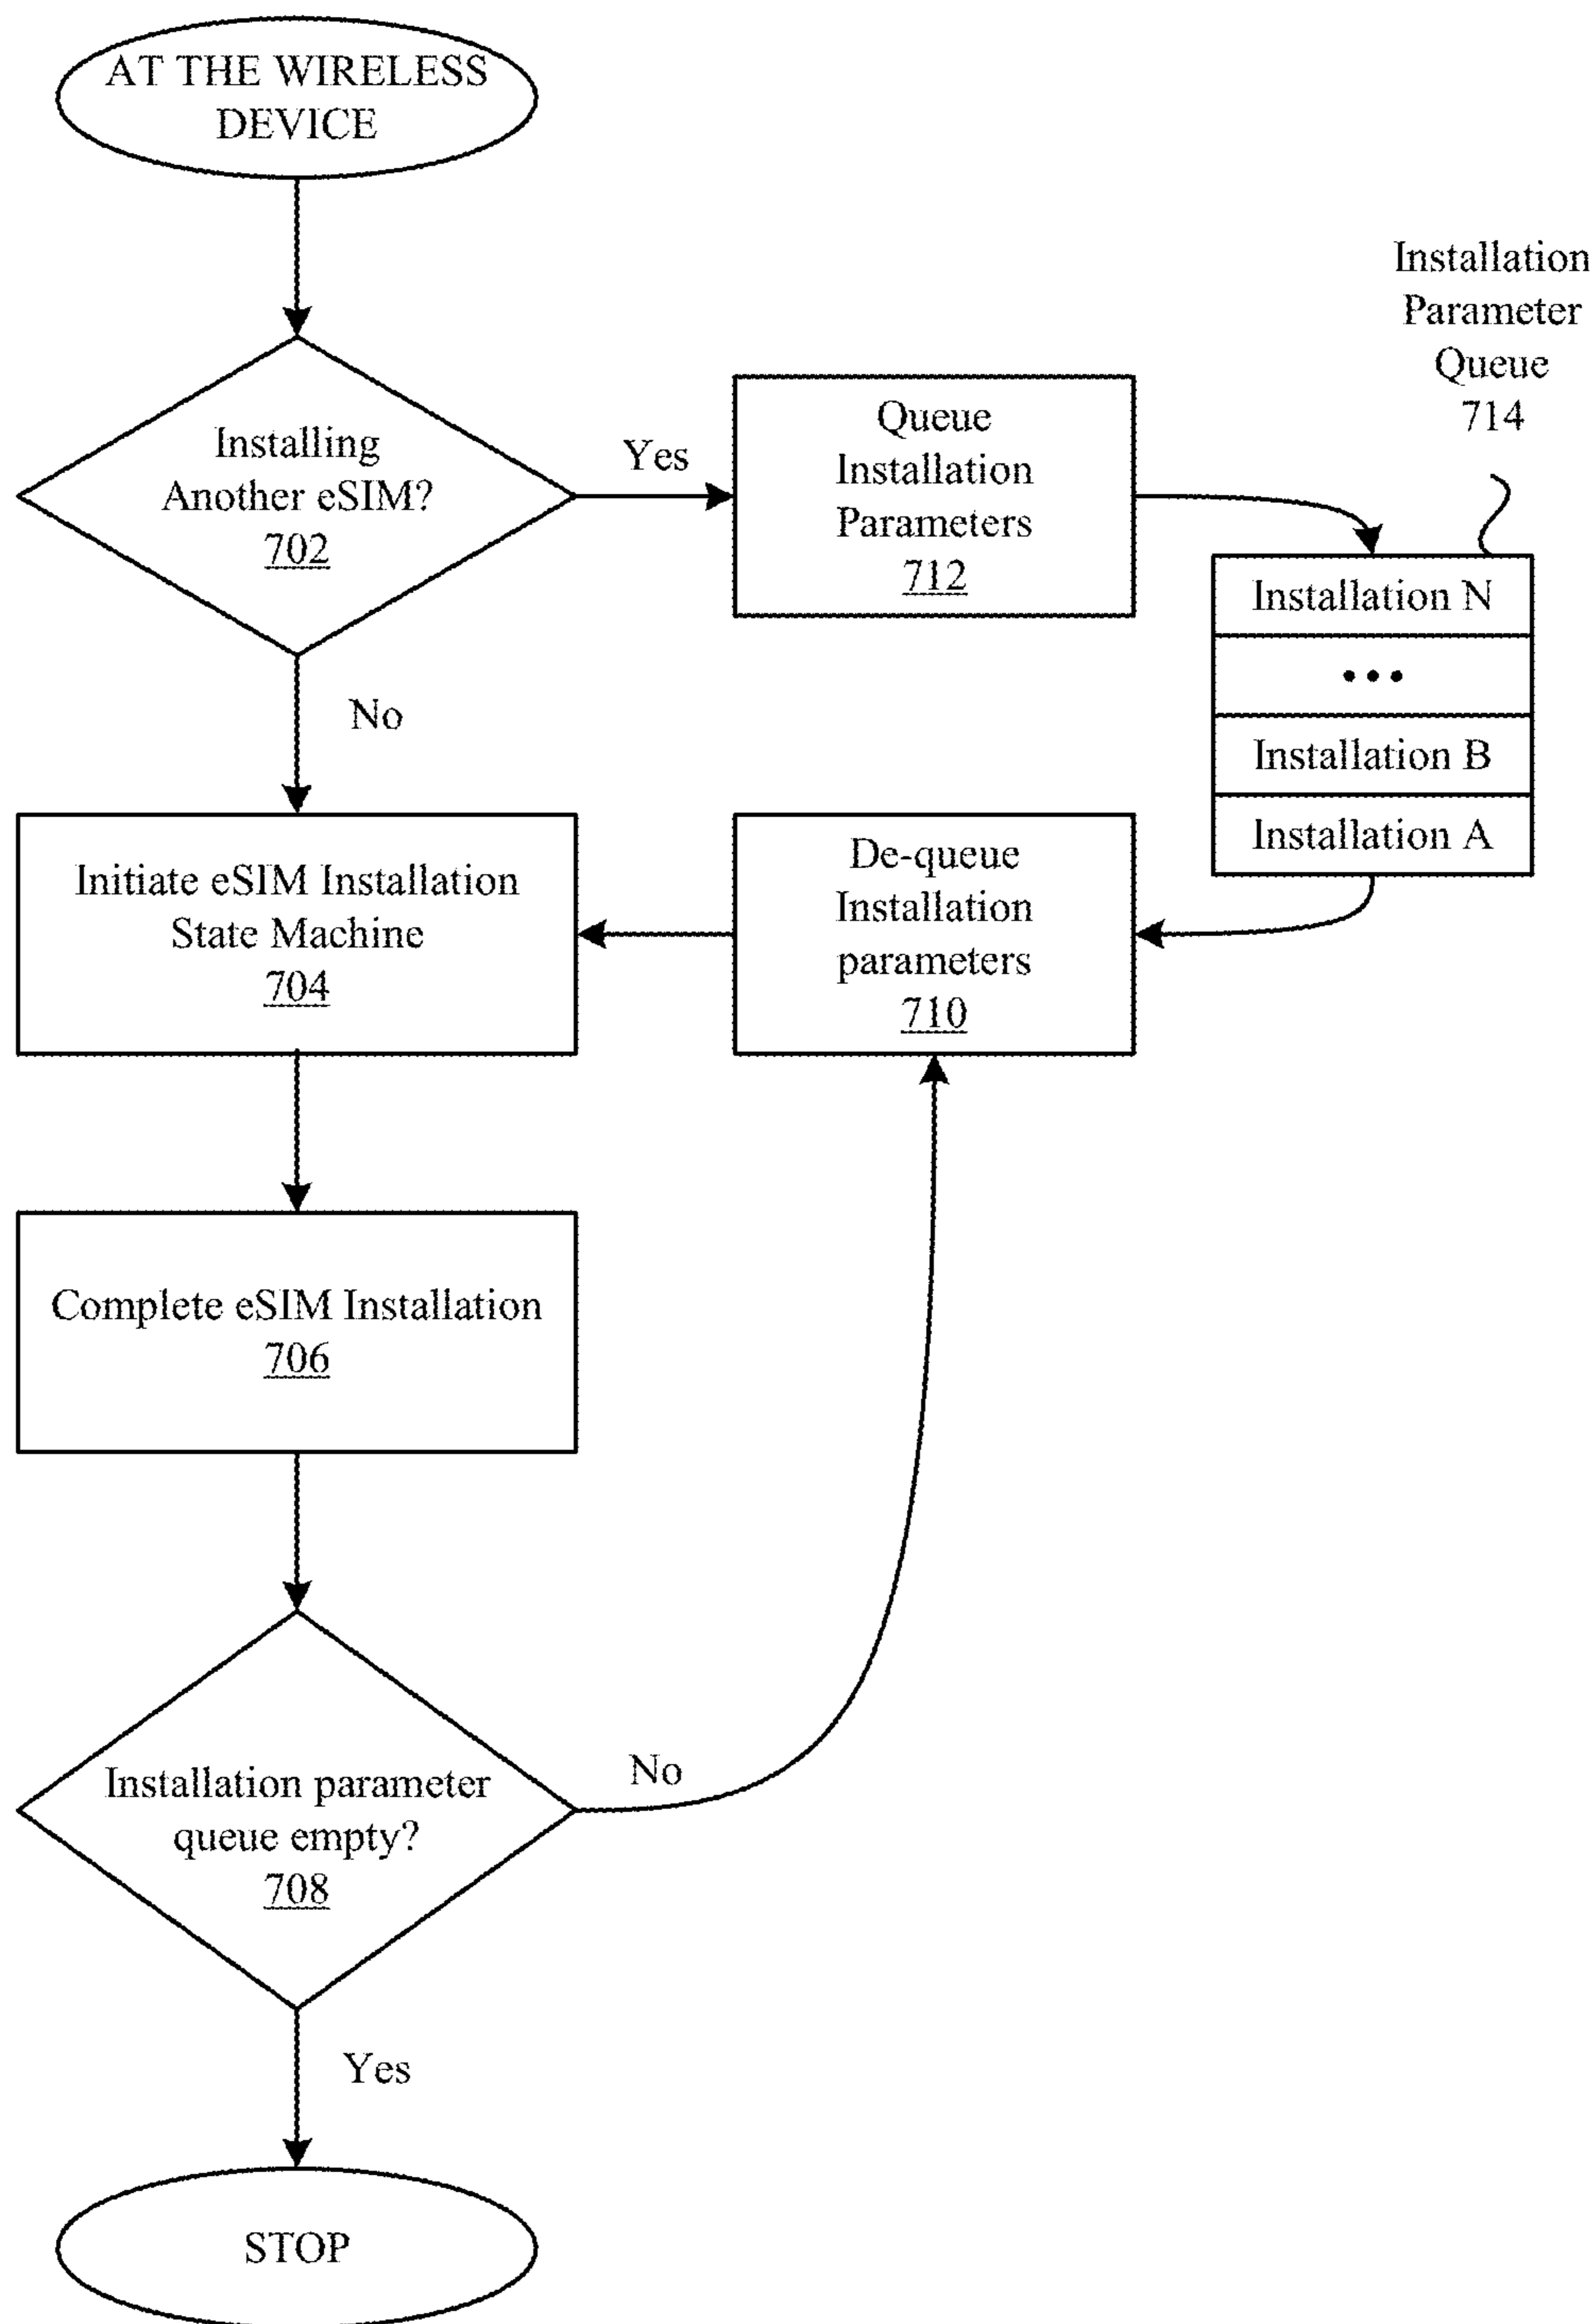 AT THE WIRELESS
DEVICE
Installing
Another eSIM?
702
Yes
Queue
Installation
Parameters
712
Installation
Parameter
Queue
714
Installation N
•••
Installation B
Installation A
No
Initiate eSIM Installation
State Machine
704
De-queue
Installation
parameters
710
Complete eSIM Installation
706
Installation parameter
queue empty?
708
No
Yes
STOP